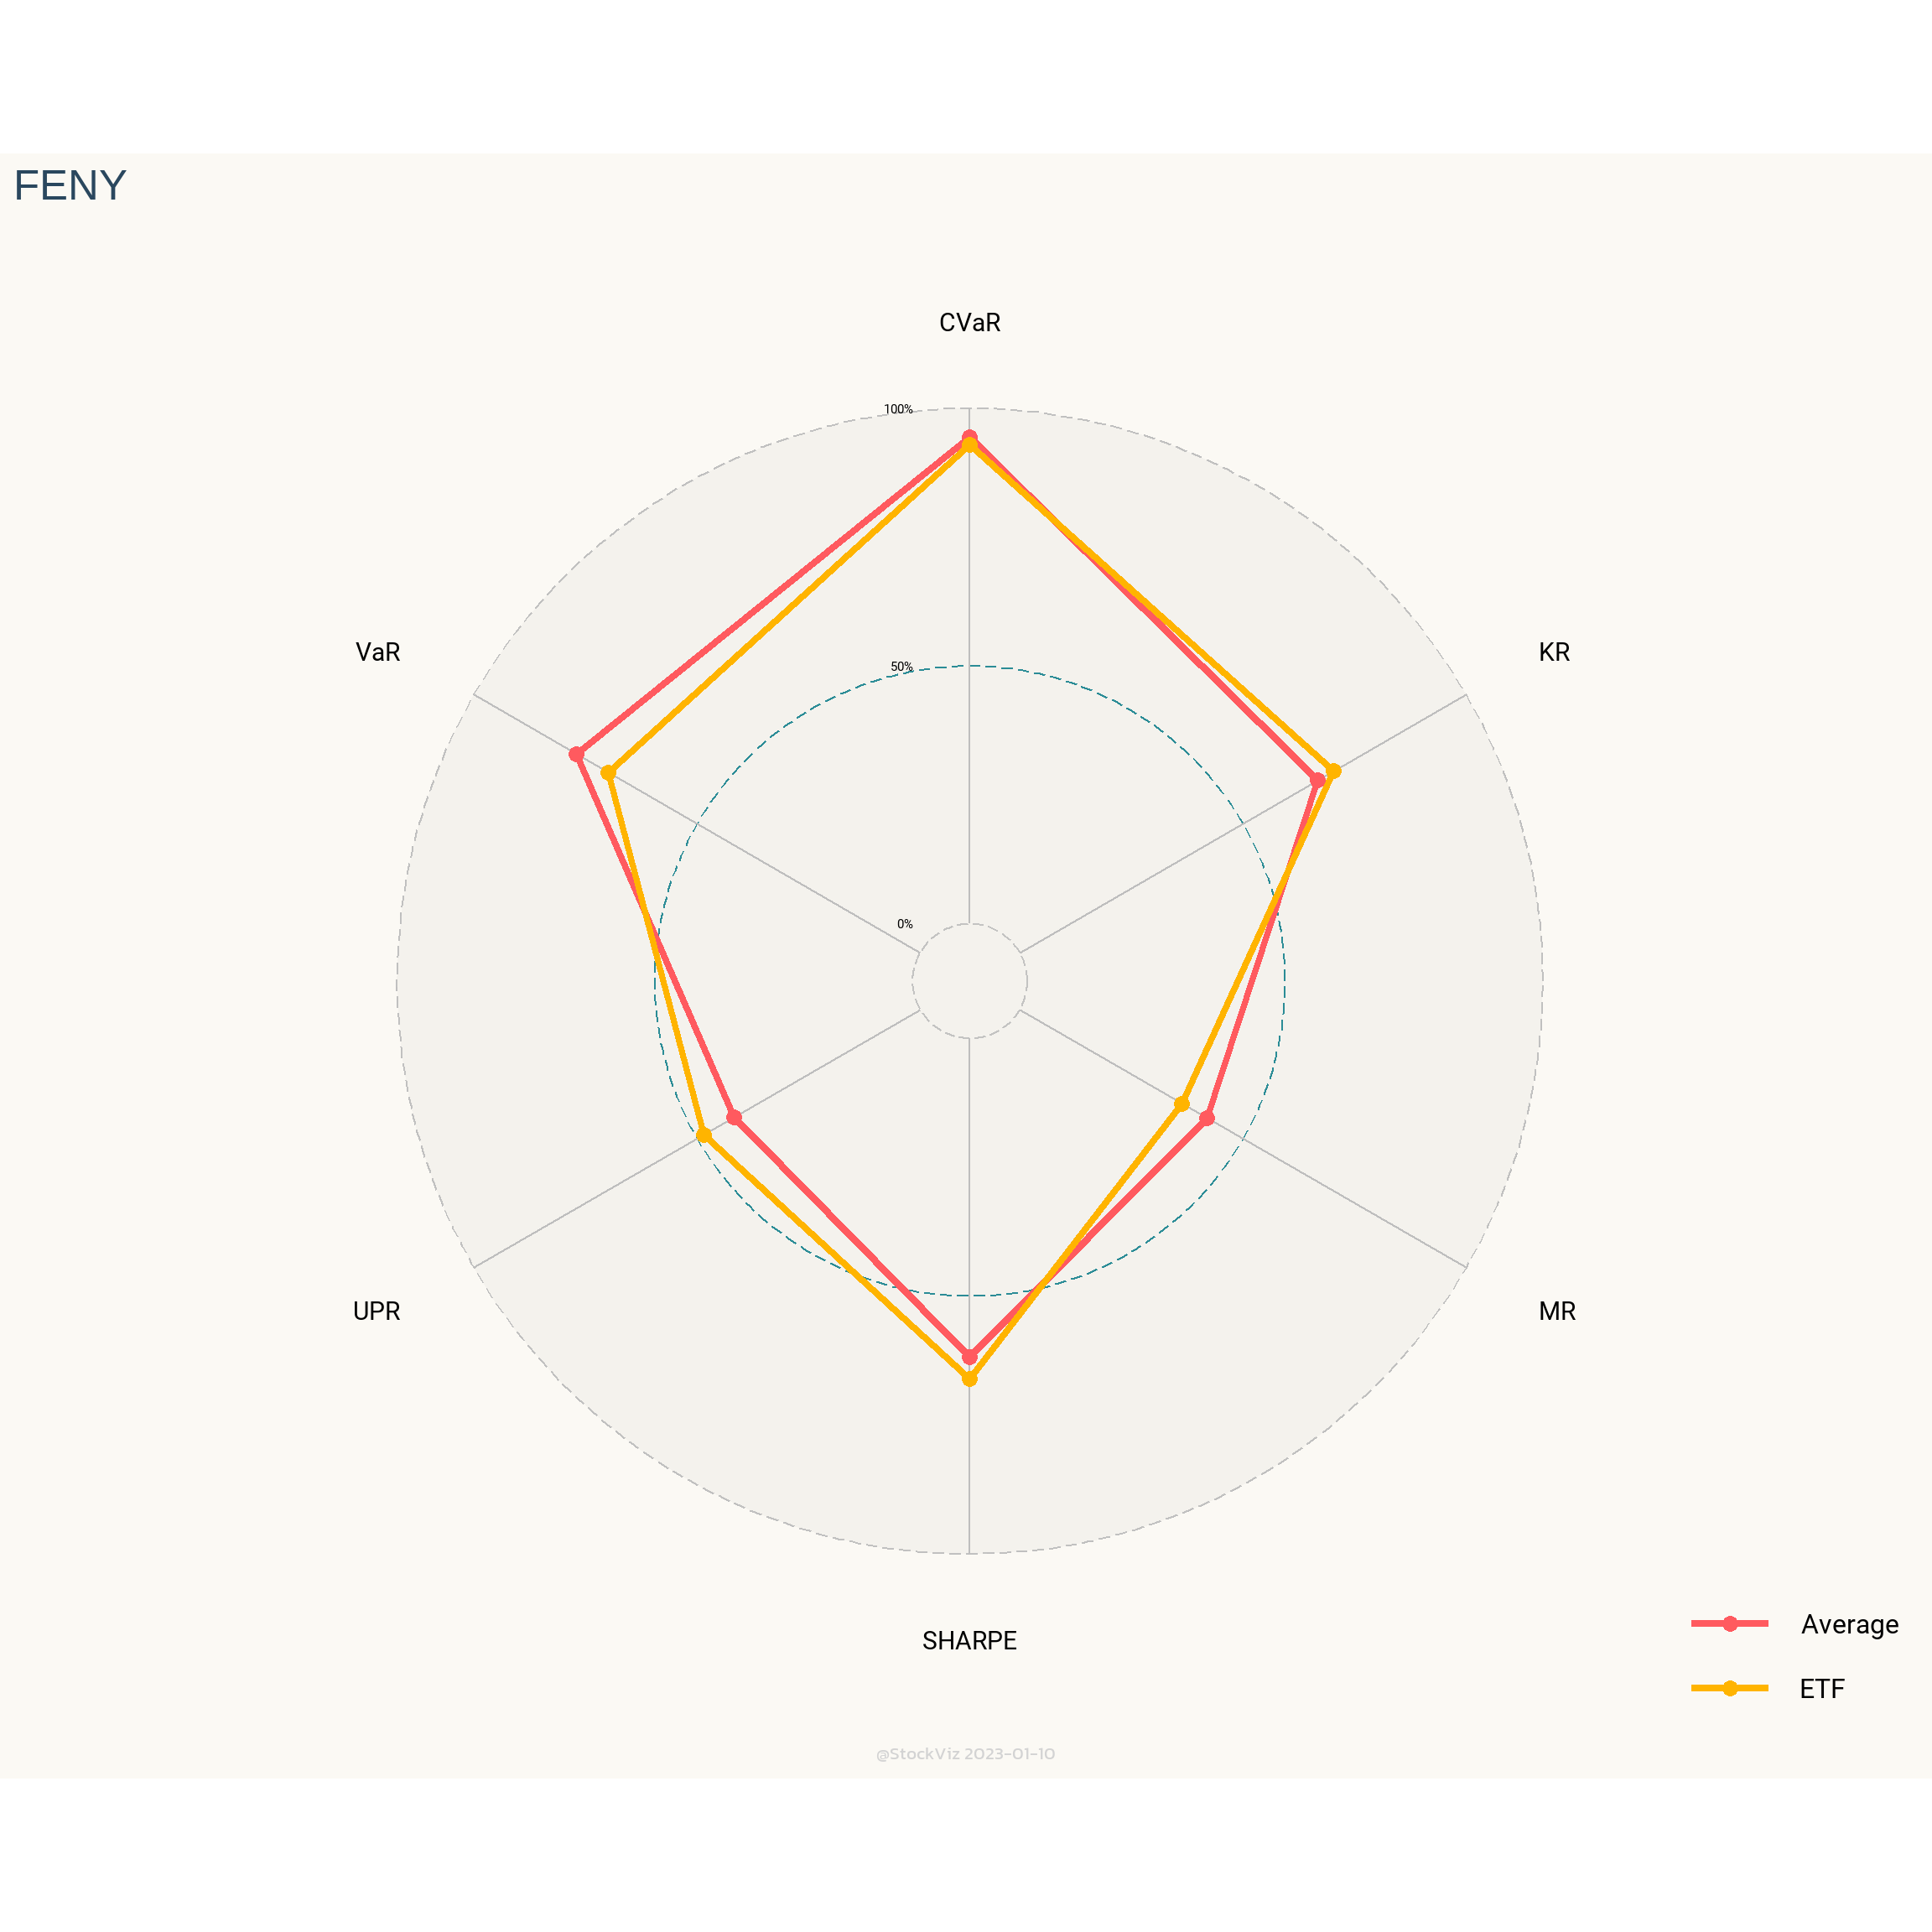 FENY
CVaR
100%
KR
VaR
50%
0%
UPR
MR
SHARPE
Average
ETF
@StockViz 2023-01-10